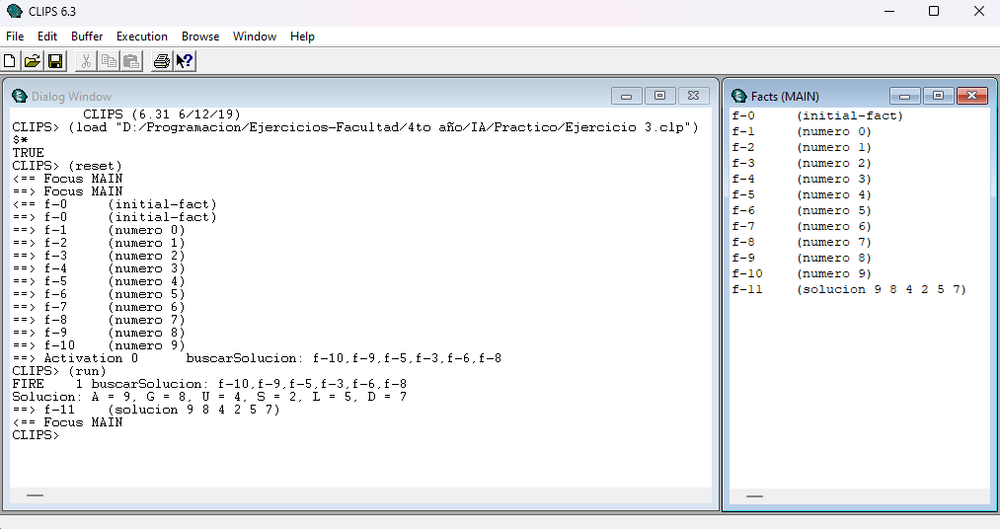 CLIPS 6.3
File Edit Buffer Execution Browse Window Help
Dialog Window
CLIPS (6.31 6/12/19)
CLIPS> (load "D:/Programacion/Ejercicios-Facultad/4to año/IA/Practico/Ejercicio 3.clp")
$*
TRUE
CLIPS> (reset)
<== Focus MAIN
==> Focus MAIN
<== f-0 (initial-fact)
==> f-0 (initial-fact)
==> f-1 (numero 0)
==> f-2 (numero 1)
==> f-3 (numero 2)
==> f-4 (numero 3)
==> f-5 (numero 4)
==> f-6 (numero 5)
==> f-7 (numero 6)
==> f-8 (numero 7)
==> f-9 (numero 8)
==> f-10 (numero 9)
==> Activation 0 buscarSolucion: f-10,f-9,f-5,f-3,f-6,f-8
CLIPS> (run)
FIRE 1 buscarSolucion: f-10,f-9,f-5,f-3,f-6,f-8
Solucion: A = 9, G = 8, U = 4, S = 2, L = 5, D = 7
==> f-11 (solucion 9 8 4 2 5 7)
<== Focus MAIN
CLIPS>
Facts (MAIN)
f-0 (initial-fact)
f-1 (numero 0)
f-2 (numero 1)
f-3 (numero 2)
f-4 (numero 3)
f-5 (numero 4)
f-6 (numero 5)
f-7 (numero 6)
f-8 (numero 7)
f-9 (numero 8)
f-10 (numero 9)
f-11 (solucion 9 8 4 2 5 7)